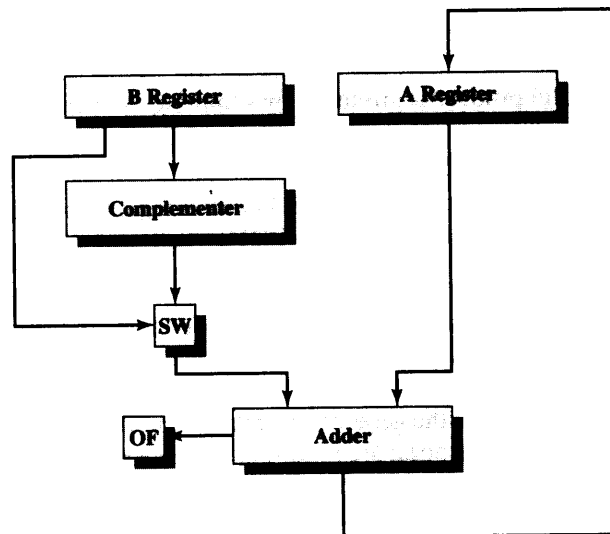 B Register
A Register
Complementer
SW
OF
Adder